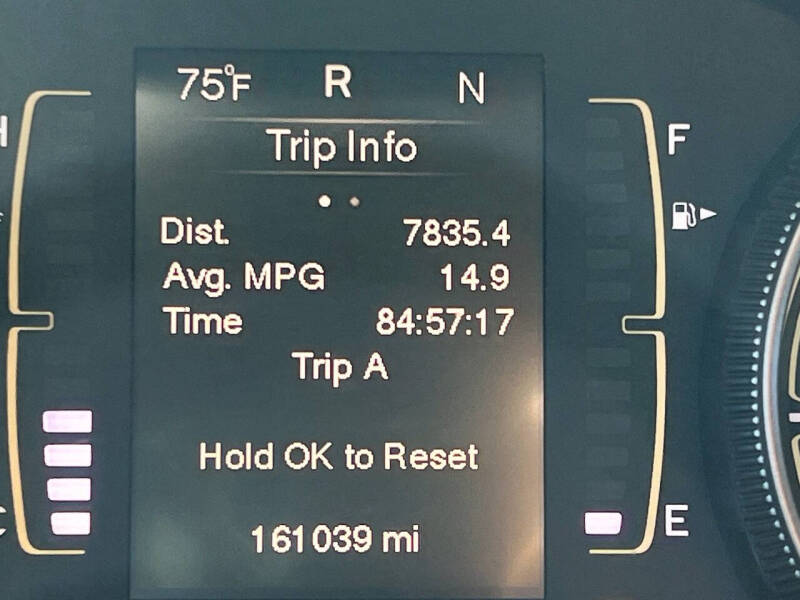 75°F R N
Trip Info
H
F
Dist. 7835.4
Avg. MPG 14.9
Time 84:57:17
Trip A
Hold OK to Reset
C
E
161039 mi